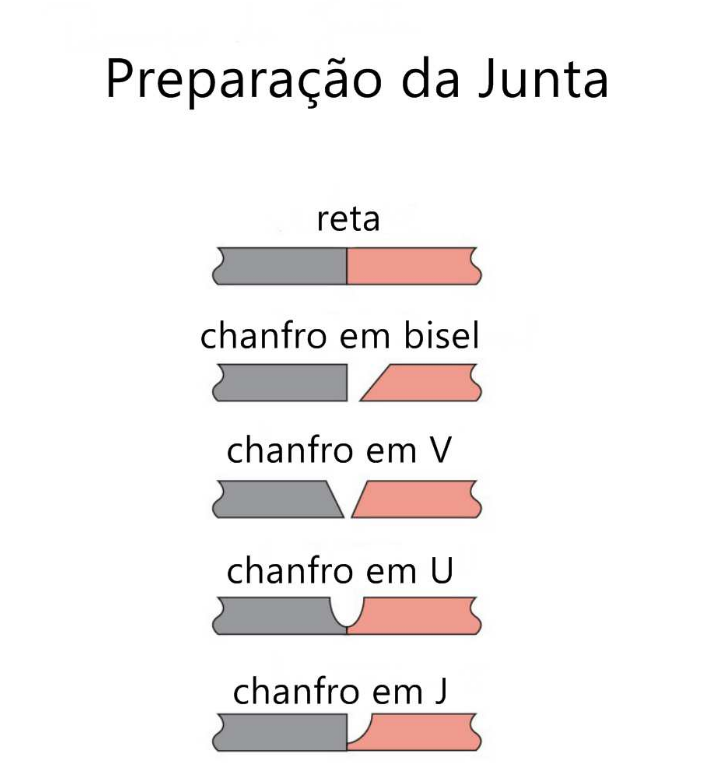 Preparação da Junta
reta
chanfro em bisel
chanfro em V
chanfro em U
chanfro em J